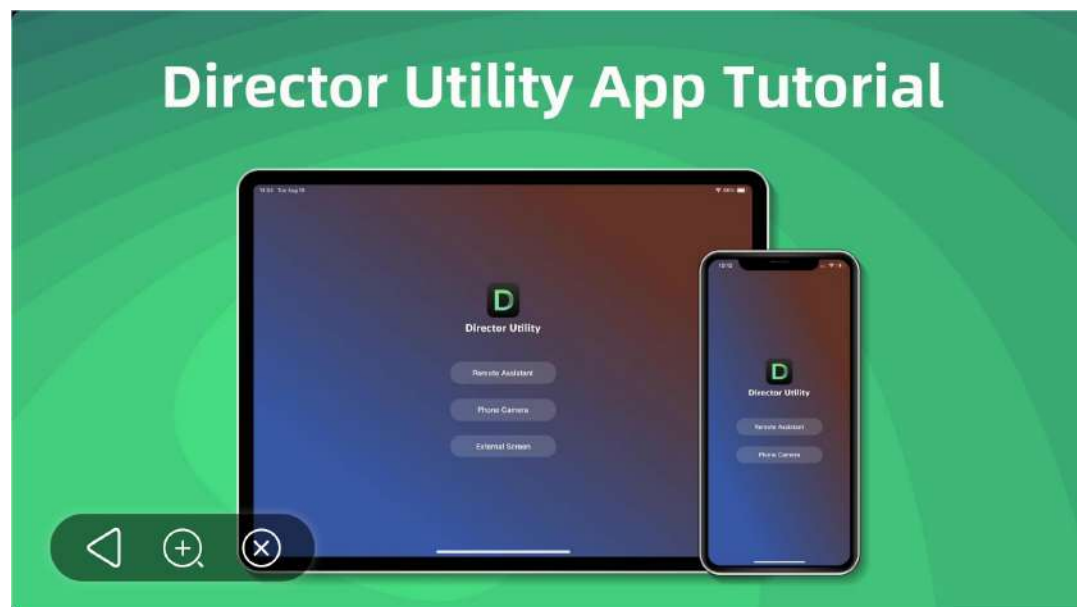 Director Utility App Tutorial
Director Utility
Remote Assistant
Phone Camera
External Screen
Director Utility
Remote Assistant
Phone Camera